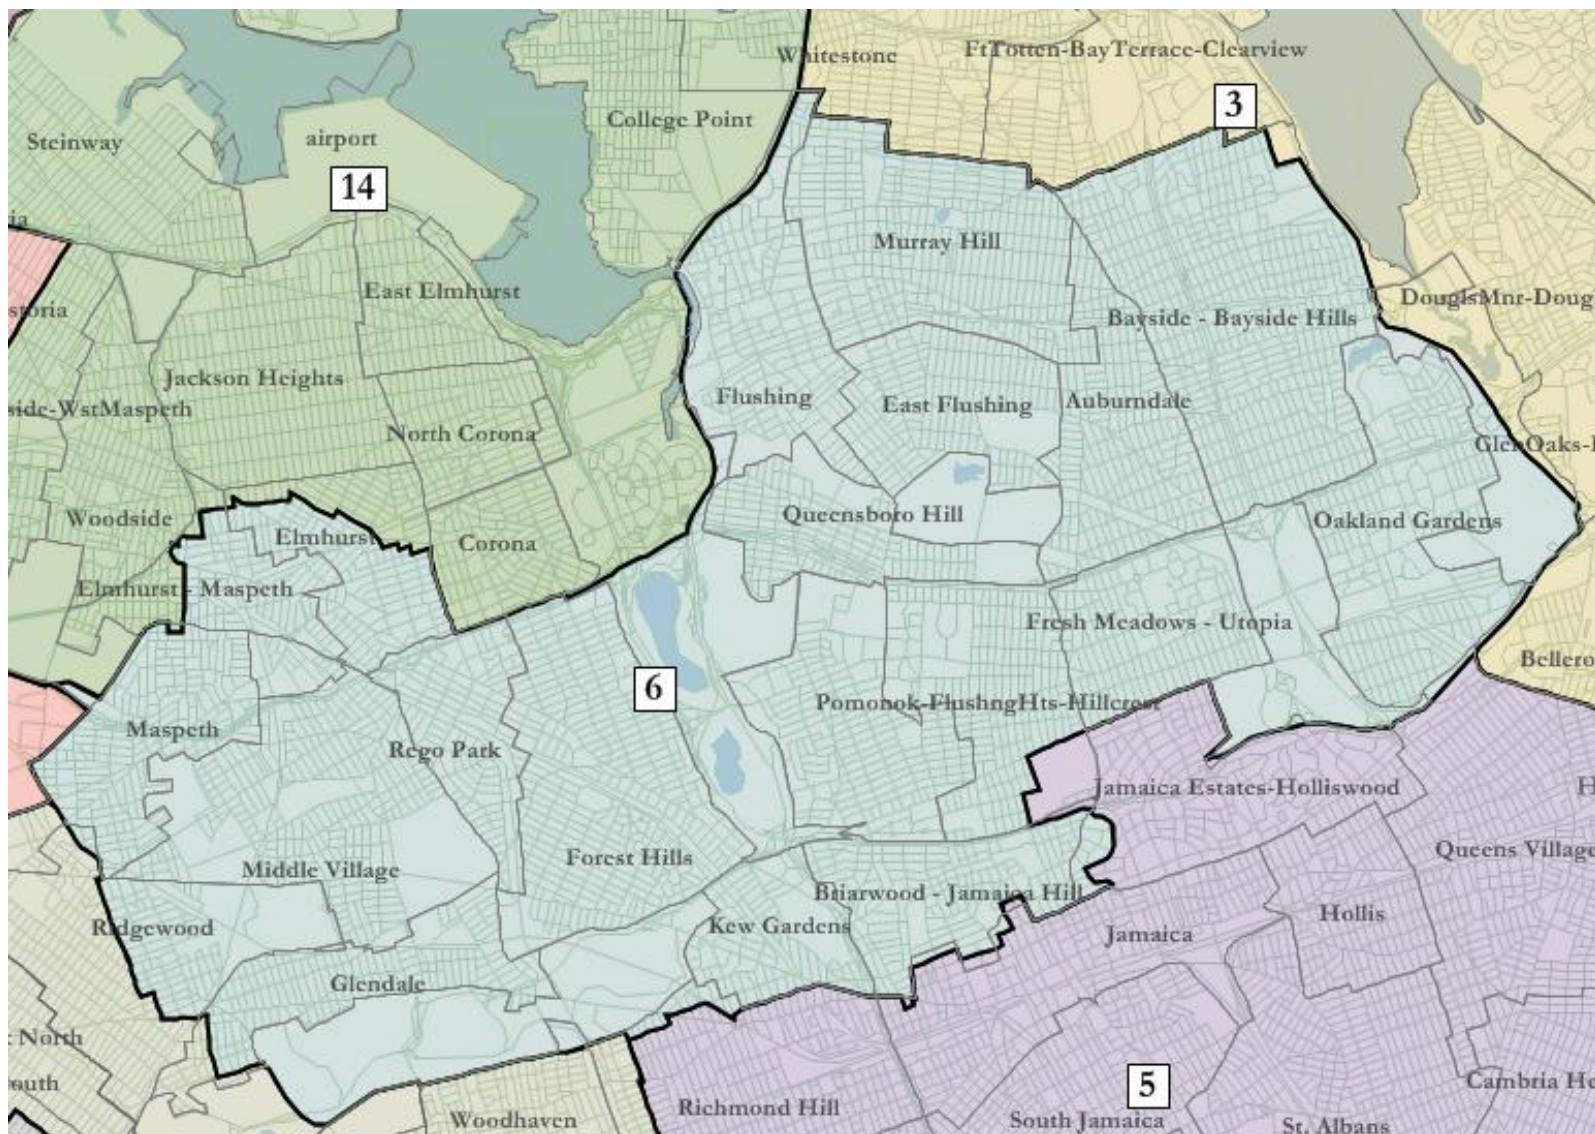 Whitestone
FtTotten-BayTerrace-Clearview
3
College Point
Steinway
airport
14
ia
Murray Hill
East Elmhurst
storia
DouglsMnr-Doug
Bayside - Bayside Hills
Jackson Heights
side-WstMaspeth
Flushing
East Flushing
Auburndale
North Corona
GlenOaks-
Woodside
Elmhurst
Corona
Queensboro Hill
Oakland Gardens
Elmhurst - Maspeth
Fresh Meadows - Utopia
Bellero
6
Pomonok-FlushngHts-Hillcrest
Maspeth
Rego Park
Jamaica Estates-Holliswood
H
Middle Village
Forest Hills
Queens Village
Briarwood - Jamaica Hill
Ridgewood
Kew Gardens
Hollis
Jamaica
Glendale
North
outh
5
Cambria He
Woodhaven
Richmond Hill
South Jamaica
St. Albans